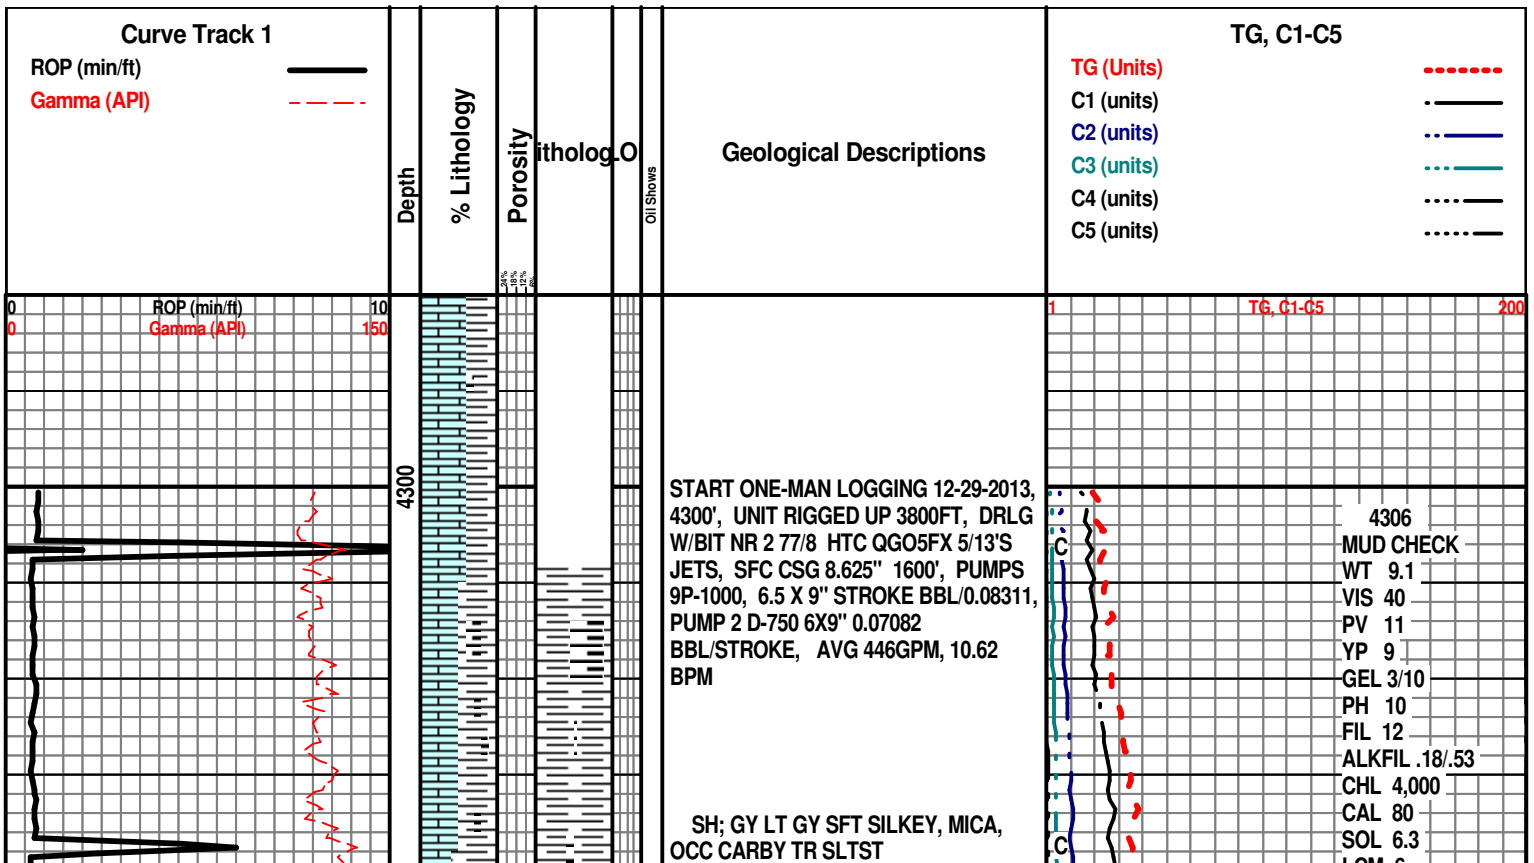 Curve Track 1
ROP (min/ft)
Gamma (API)
Depth
% Lithology
Porosity
24%
18%
12%
6%
itholog
LO
Oil Shows
Geological Descriptions
TG, C1-C5
TG (Units)
C1 (units)
C2 (units)
C3 (units)
C4 (units)
C5 (units)
0 ROP (min/ft) 10
0 Gamma (API) 150
1 TG, C1-C5 200
4300
START ONE-MAN LOGGING 12-29-2013,
4300', UNIT RIGGED UP 3800FT, DRLG
W/BIT NR 2 77/8 HTC QGO5FX 5/13'S
JETS, SFC CSG 8.625" 1600', PUMPS
9P-1000, 6.5 X 9" STROKE BBL/0.08311,
PUMP 2 D-750 6X9" 0.07082
BBL/STROKE, AVG 446GPM, 10.62
BPM
SH; GY LT GY SFT SILKEY, MICA,
OCC CARBY TR SLTST
C
C
4306
MUD CHECK
WT 9.1
VIS 40
PV 11
YP 9
GEL 3/10
PH 10
FIL 12
ALKFIL .18/.53
CHL 4,000
CAL 80
SOL 6.3